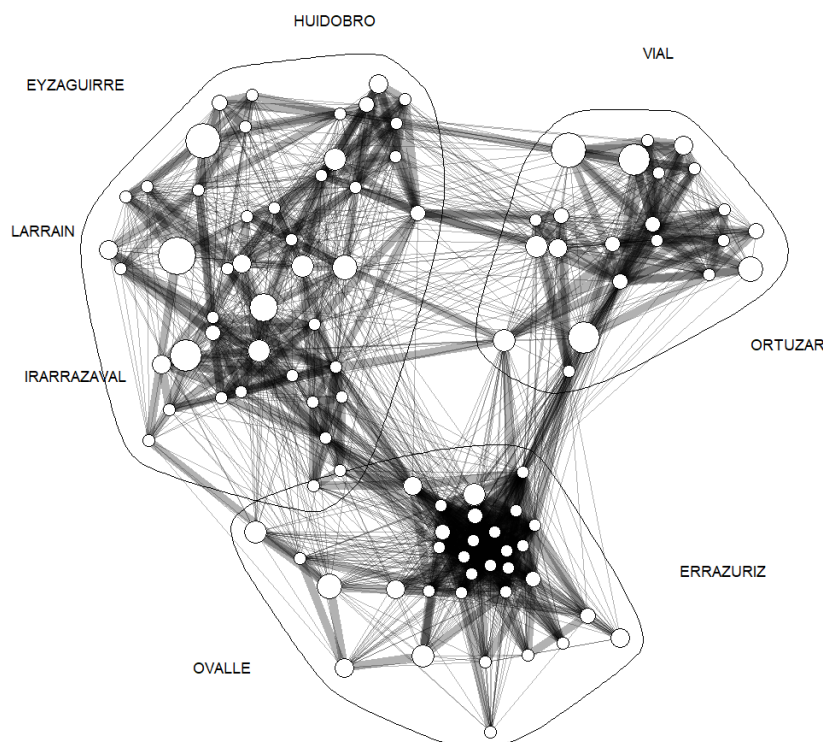 HUIDOBRO
VIAL
EYZAGUIRRE
LARRAIN
ORTUZAR
IRARRAZAVAL
ERRAZURIZ
OVALLE